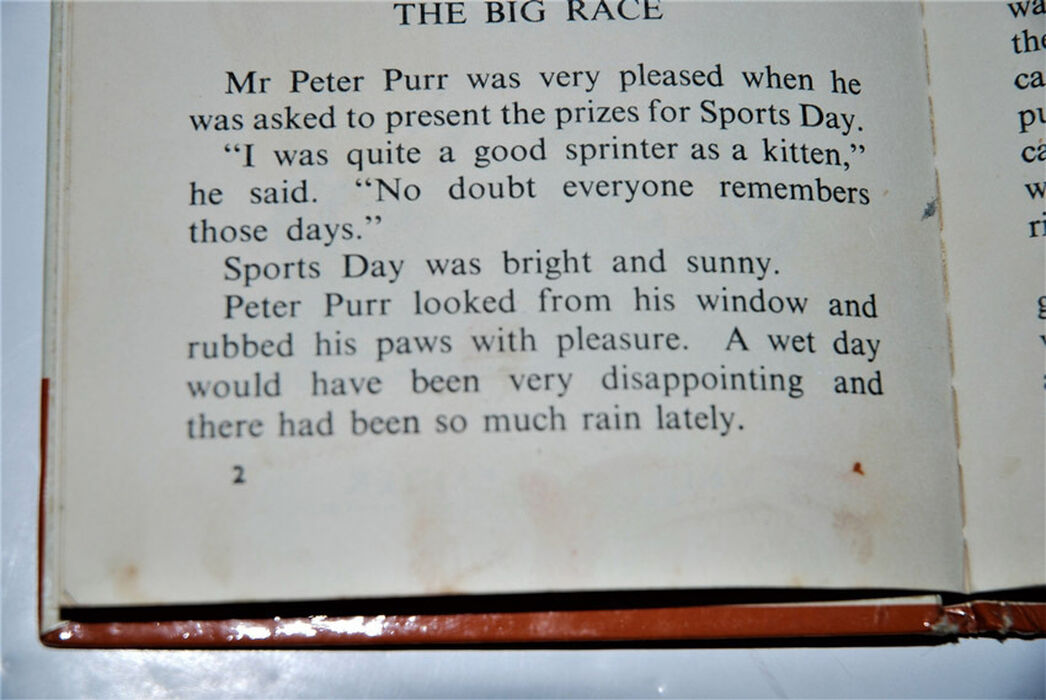 THE BIG RACE
Mr Peter Purr was very pleased when he
was asked to present the prizes for Sports Day.
“I was quite a good sprinter as a kitten,”
he said. “No doubt everyone remembers
those days.”
Sports Day was bright and sunny.
Peter Purr looked from his window and
rubbed his paws with pleasure. A wet day
would have been very disappointing and
there had been so much rain lately.
2